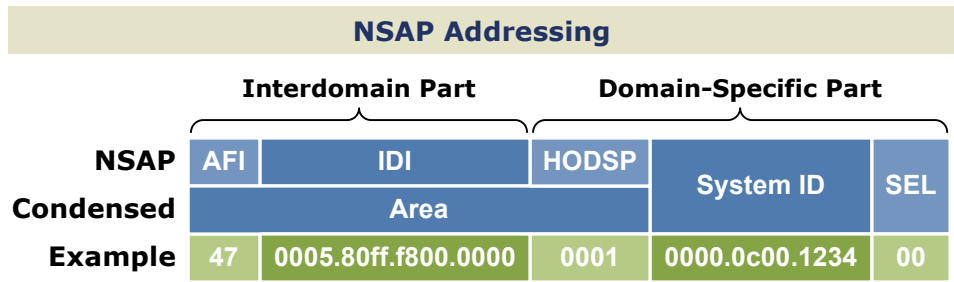 NSAP Addressing
Interdomain Part Domain-Specific Part
NSAP AFI IDI HODSP System ID SEL
Condensed Area
Example 47 0005.80ff.f800.0000 0001 0000.0c00.1234 00